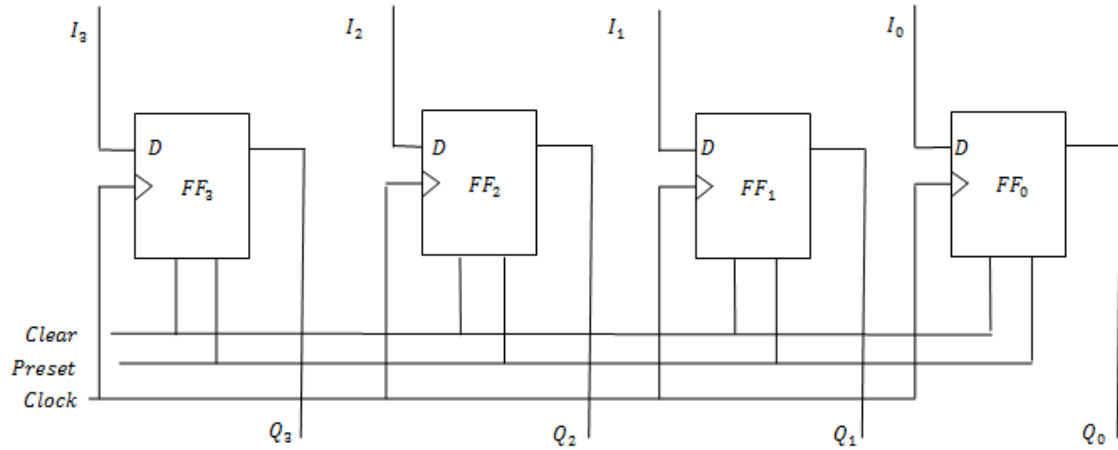 I₃ I₂ I₁ I₀
D D D D
FF₃ FF₂ FF₁ FF₀
Clear
Preset
Clock
Q₃ Q₂ Q₁ Q₀